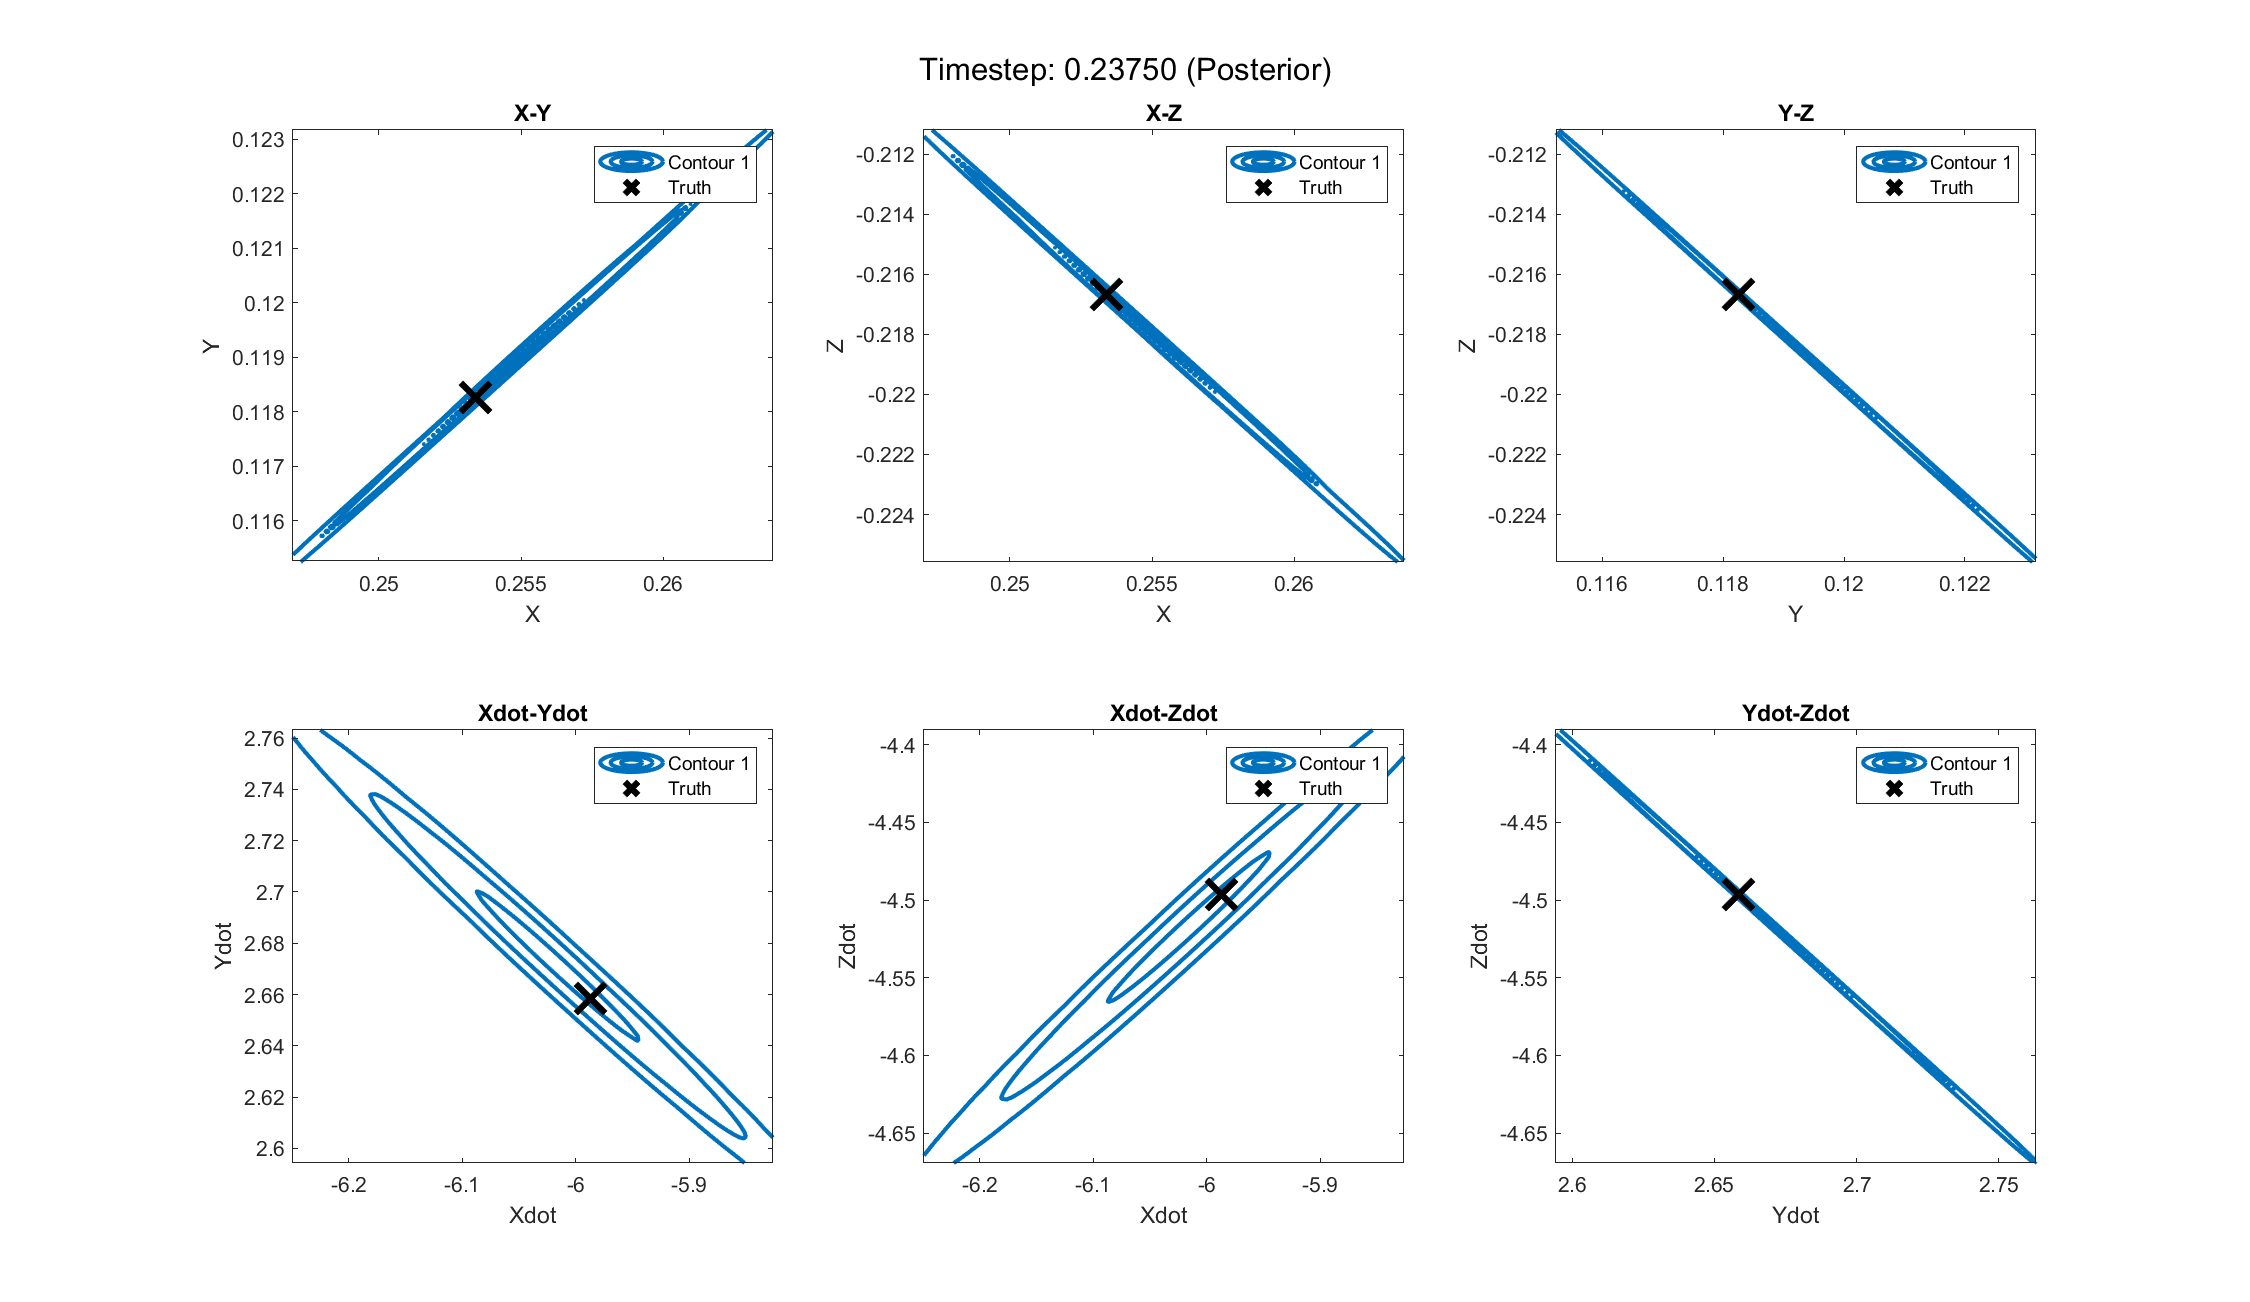 Timestep: 0.23750 (Posterior)
X-Y
0.123
0.122
0.121
0.12
0.119
0.118
0.117
0.116
Y
0.25
0.255
0.26
X
Contour 1
Truth
X-Z
-0.212
-0.214
-0.216
-0.218
-0.22
-0.222
-0.224
Z
0.25
0.255
0.26
X
Contour 1
Truth
Y-Z
-0.212
-0.214
-0.216
-0.218
-0.22
-0.222
-0.224
Z
0.116
0.118
0.12
0.122
Y
Contour 1
Truth
Xdot-Ydot
2.76
2.74
2.72
2.7
2.68
2.66
2.64
2.62
2.6
Ydot
-6.2
-6.1
-6
-5.9
Xdot
Contour 1
Truth
Xdot-Zdot
-4.4
-4.45
-4.5
-4.55
-4.6
-4.65
Zdot
-6.2
-6.1
-6
-5.9
Xdot
Contour 1
Truth
Ydot-Zdot
-4.4
-4.45
-4.5
-4.55
-4.6
-4.65
Zdot
2.6
2.65
2.7
2.75
Ydot
Contour 1
Truth